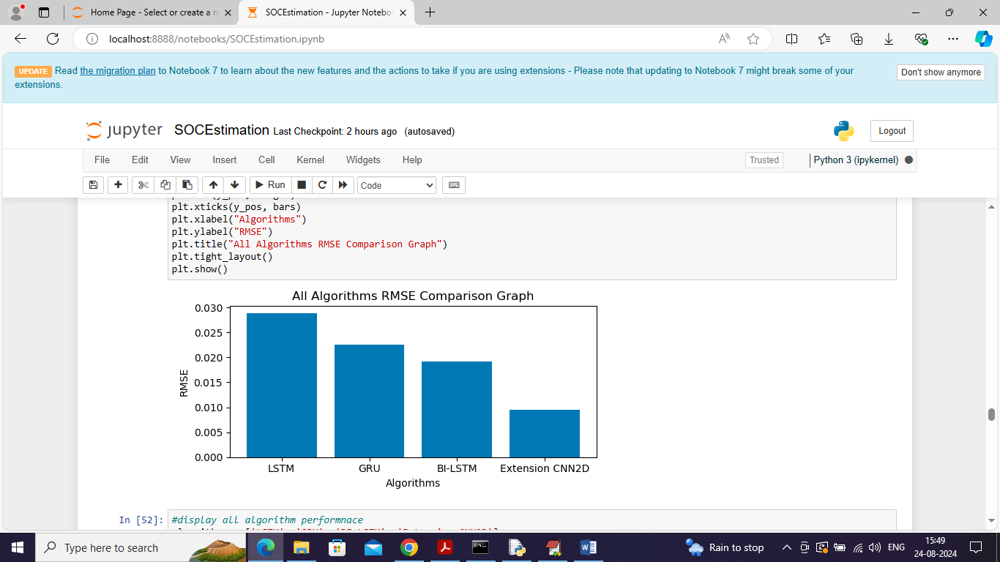 Home Page - Select or create a n
SOCEstimation - Jupyter Notebo
localhost:8888/notebooks/SOCEstimation.ipynb
UPDATE Read the migration plan to Notebook 7 to learn about the new features and the actions to take if you are using extensions - Please note that updating to Notebook 7 might break some of your
extensions.
Don't show anymore
jupyter SOCEstimation Last Checkpoint: 2 hours ago (autosaved)
Logout
File Edit View Insert Cell Kernel Widgets Help
Trusted
Python 3 (ipykernel)
Run
Code
plt.xticks(y_pos, bars)
plt.xlabel("Algorithms")
plt.ylabel("RMSE")
plt.title("All Algorithms RMSE Comparison Graph")
plt.tight_layout()
plt.show()
All Algorithms RMSE Comparison Graph
0.030
0.025
0.020
0.015
0.010
0.005
0.000
RMSE
LSTM GRU BI-LSTM Extension CNN2D
Algorithms
In [52]: #display all algorithm performnace
Type here to search
Rain to stop
ENG
15:49
24-08-2024